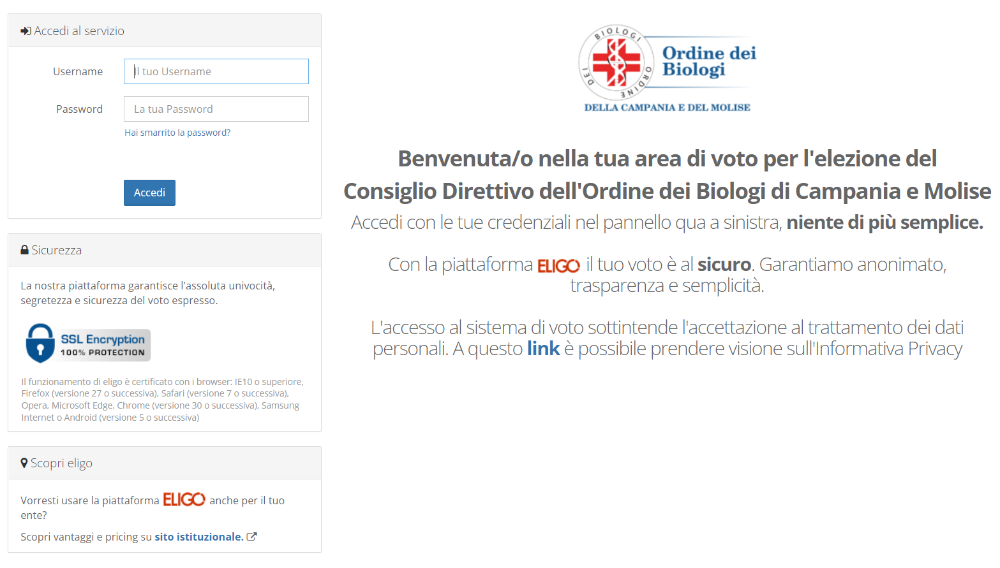 Accedi al servizio
Username
Il tuo Username
Password
La tua Password
Hai smarrito la password?
Accedi
Sicurezza
La nostra piattaforma garantisce l'assoluta univocità,
segretezza e sicurezza del voto espresso.
SSL Encryption
100% PROTECTION
Il funzionamento di eligo è certificato con i browser: IE10 o superiore,
Firefox (versione 27 o successiva), Safari (versione 7 o successiva),
Opera, Microsoft Edge, Chrome (versione 30 o successiva), Samsung
Internet o Android (versione 5 o successiva)
Scopri eligo
Vorresti usare la piattaforma ELIGO anche per il tuo
ente?
Scopri vantaggi e pricing su sito istituzionale.
ORDINE DEI BIOLOGI
Ordine dei
Biologi
DELLA CAMPANIA E DEL MOLISE
Benvenuta/o nella tua area di voto per l'elezione del
Consiglio Direttivo dell'Ordine dei Biologi di Campania e Molise
Accedi con le tue credenziali nel pannello qua a sinistra, niente di più semplice.
Con la piattaforma ELIGO il tuo voto è al sicuro. Garantiamo anonimato,
trasparenza e semplicità.
L'accesso al sistema di voto sottintende l'accettazione al trattamento dei dati
personali. A questo link è possibile prendere visione sull'Informativa Privacy